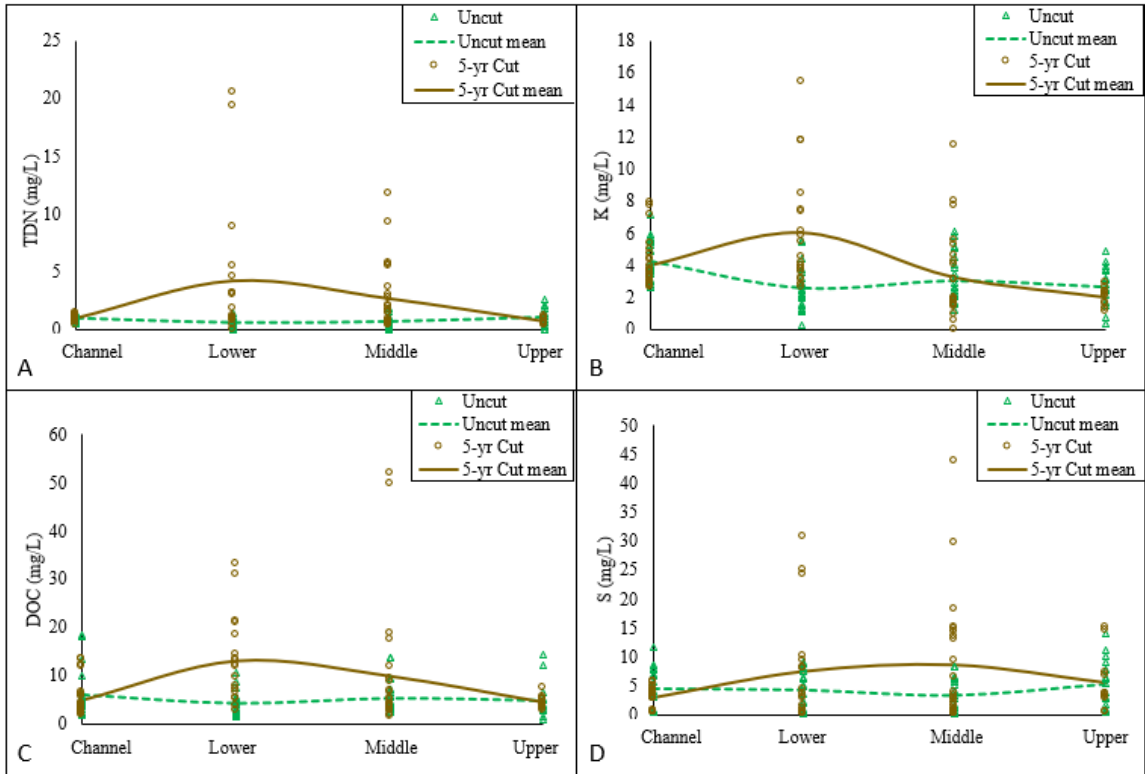 Uncut
Uncut mean
5-yr Cut
5-yr Cut mean
25
20
15
10
5
0
TDN (mg/L)
Channel Lower Middle Upper
A
Uncut
Uncut mean
5-yr Cut
5-yr Cut mean
18
16
14
12
10
8
6
4
2
0
K (mg/L)
Channel Lower Middle Upper
B
Uncut
Uncut mean
5-yr Cut
5-yr Cut mean
60
50
40
30
20
10
0
DOC (mg/L)
Channel Lower Middle Upper
C
Uncut
Uncut mean
5-yr Cut
5-yr Cut mean
50
45
40
35
30
25
20
15
10
5
0
S (mg/L)
Channel Lower Middle Upper
D